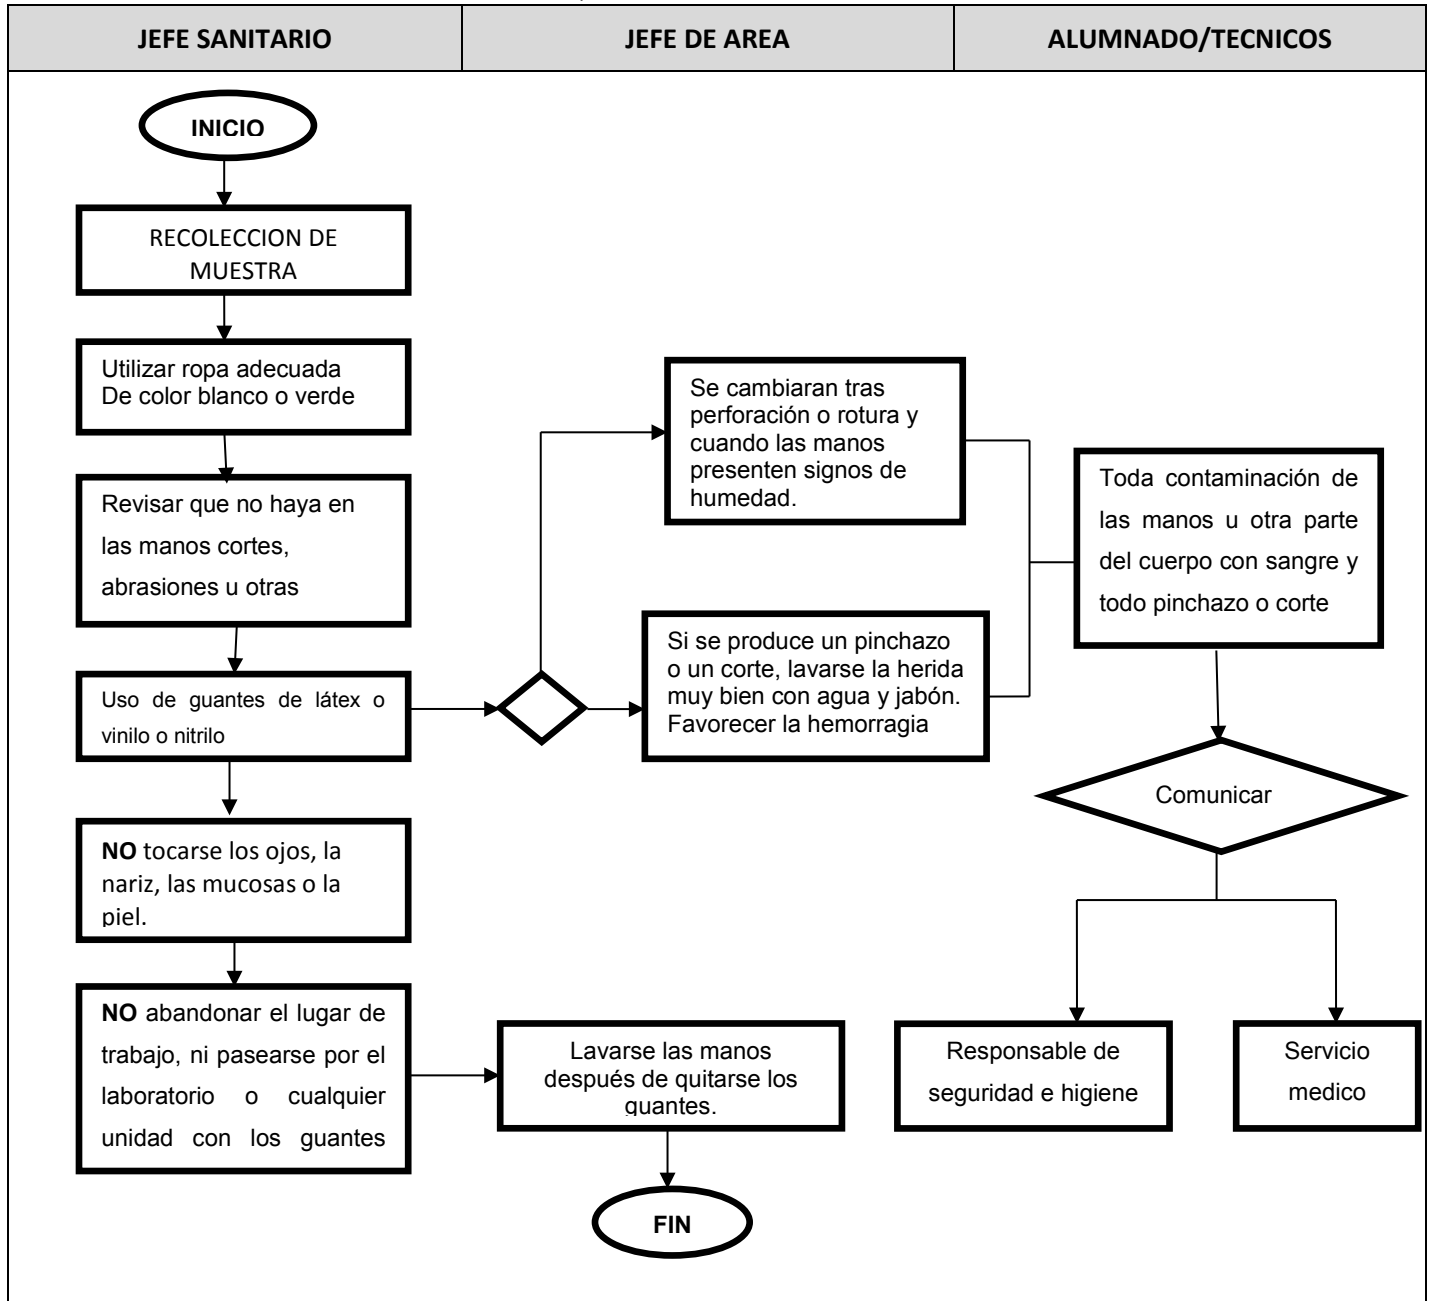 JEFE SANITARIO
JEFE DE AREA
ALUMNADO/TECNICOS
INICIO
RECOLECCION DE
MUESTRA
Utilizar ropa adecuada
De color blanco o verde
Revisar que no haya en
las manos cortes,
abrasiones u otras
Uso de guantes de látex o
vinilo o nitrilo
NO tocarse los ojos, la
nariz, las mucosas o la
piel.
NO abandonar el lugar de
trabajo, ni pasearse por el
laboratorio o cualquier
unidad con los guantes
Se cambiaran tras
perforación o rotura y
cuando las manos
presenten signos de
humedad.
Si se produce un pinchazo
o un corte, lavarse la herida
muy bien con agua y jabón.
Favorecer la hemorragia
Lavarse las manos
después de quitarse los
guantes.
FIN
Toda contaminación de
las manos u otra parte
del cuerpo con sangre y
todo pinchazo o corte
Comunicar
Responsable de
seguridad e higiene
Servicio
medico